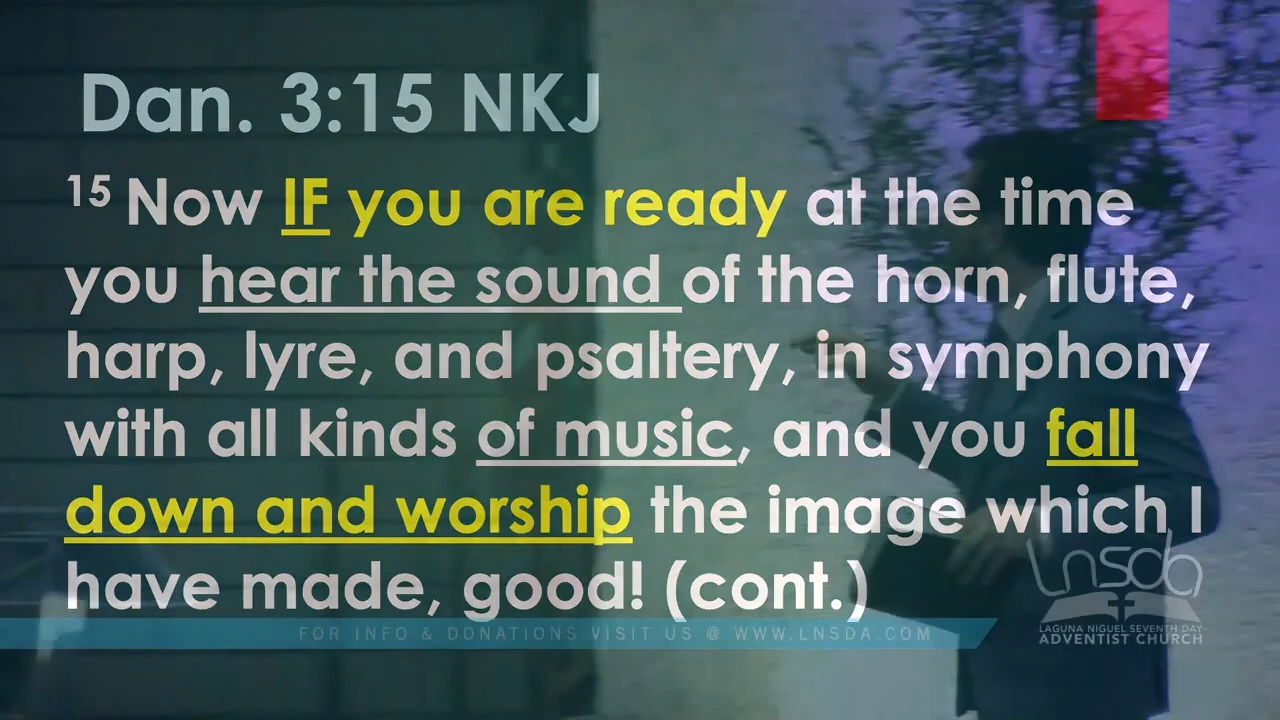 Dan. 3:15 NKJ
15 Now IF you are ready at the time
you hear the sound of the horn, flute,
harp, lyre, and psaltery, in symphony
with all kinds of music, and you fall
down and worship the image which I
have made, good! (cont.)
FOR INFO & DONATIONS VISIT US @ WWW.LNSDA.COM
Lnsda
LAGUNA NIGUEL SEVENTH-DAY
ADVENTIST CHURCH